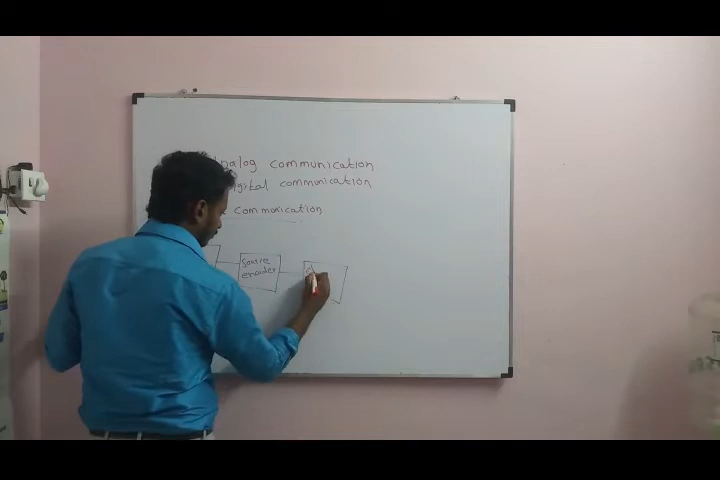 nalog communication
igital communication
communication
Source
encoder